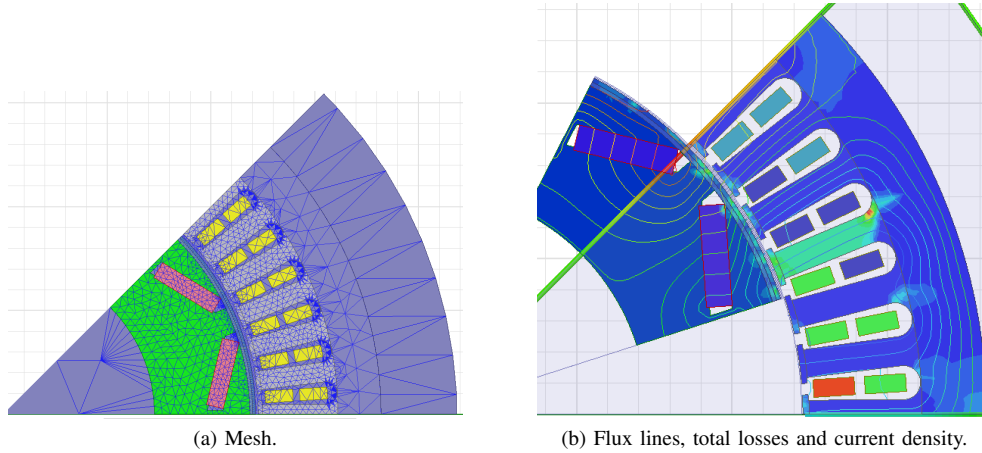 (a) Mesh.
(b) Flux lines, total losses and current density.